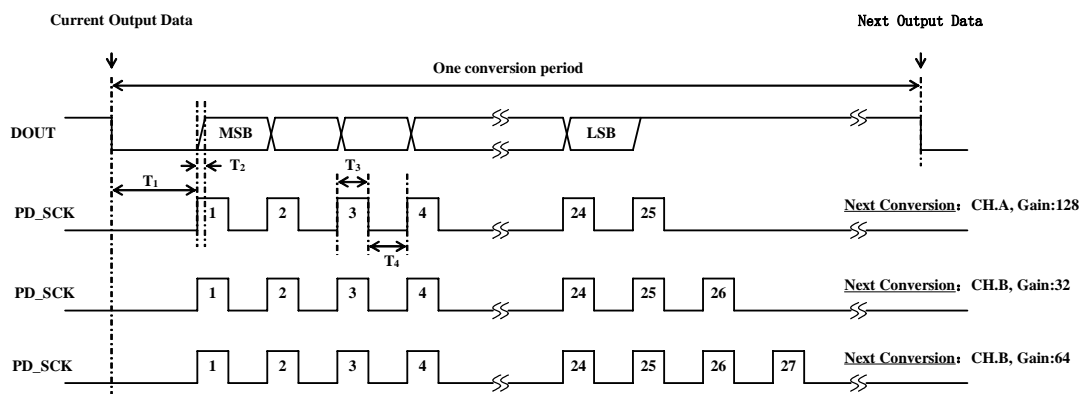 Current Output Data
Next Output Data
One conversion period
DOUT
MSB
LSB
T2
T3
T1
PD_SCK
1 2 3 4 24 25
Next Conversion：CH.A, Gain:128
T4
PD_SCK
1 2 3 4 24 25 26
Next Conversion：CH.B, Gain:32
PD_SCK
1 2 3 4 24 25 26 27
Next Conversion：CH.B, Gain:64